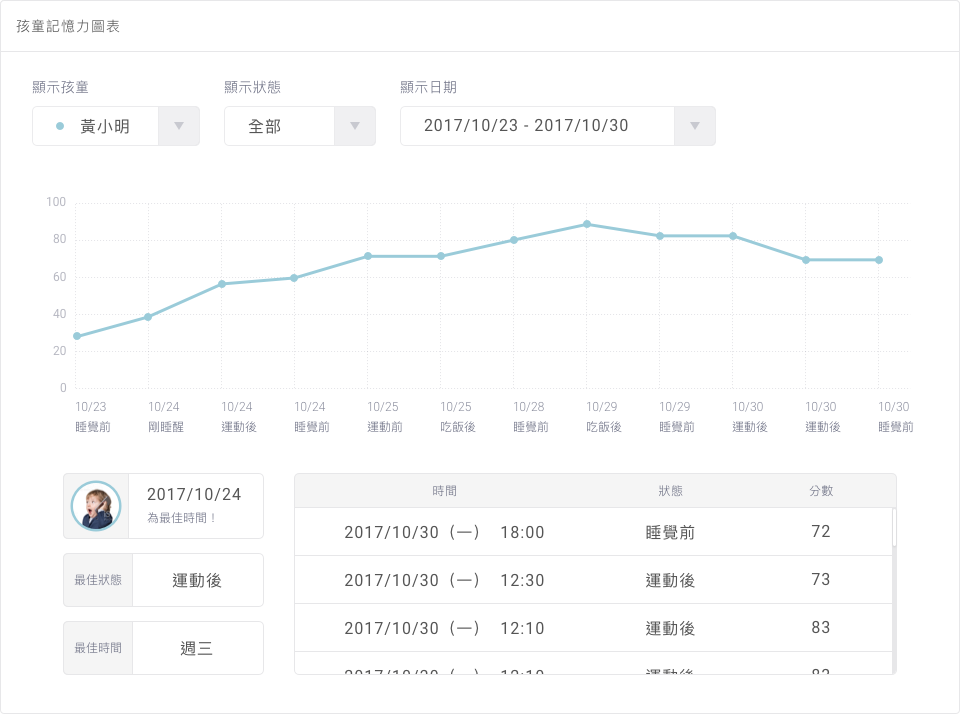 孩童記憶力圖表
顯示孩童 顯示狀態 顯示日期
黃小明 全部 2017/10/23 - 2017/10/30
100
80
60
40
20
0
10/23 10/24 10/24 10/24 10/25 10/25 10/28 10/29 10/29 10/30 10/30 10/30
睡覺前 剛睡醒 運動後 睡覺前 運動前 吃飯後 睡覺前 吃飯後 睡覺前 運動後 運動後 睡覺前
2017/10/24
為最佳時間！
最佳狀態 運動後
最佳時間 週三
時間 狀態 分數
2017/10/30（一） 18:00 睡覺前 72
2017/10/30（一） 12:30 運動後 73
2017/10/30（一） 12:10 運動後 83